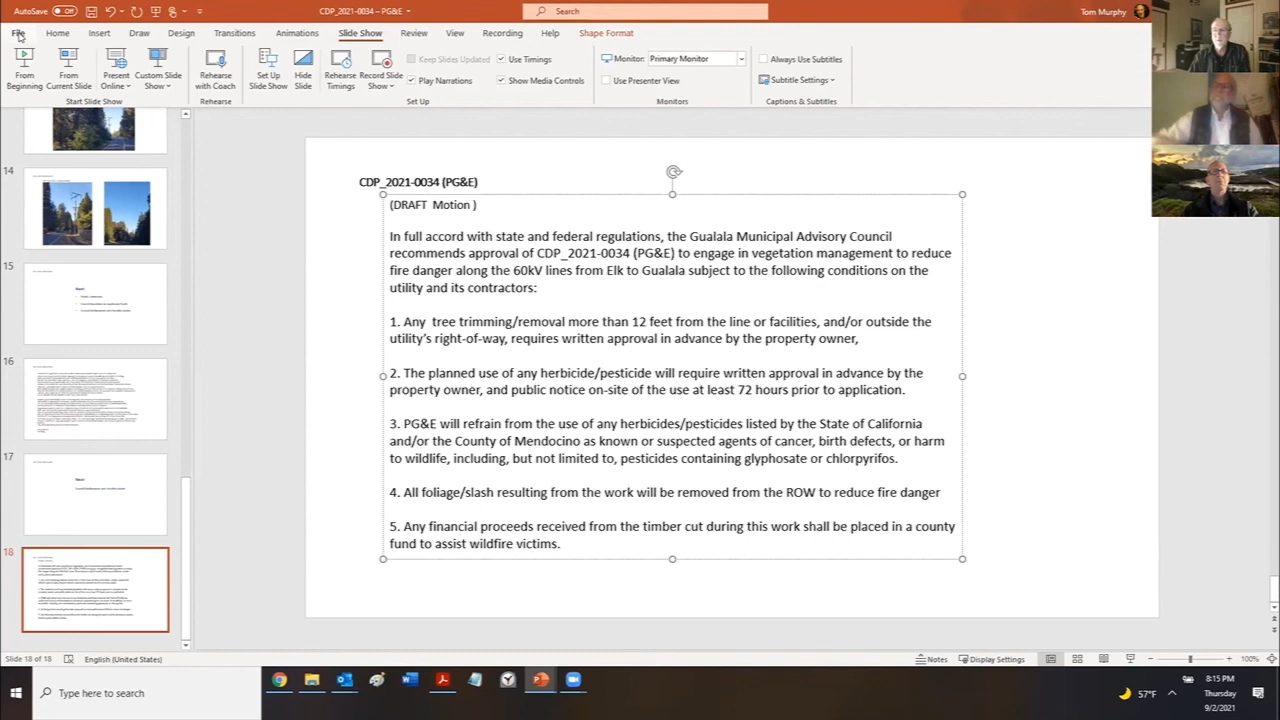 AutoSave Off
CDP_2021-0034 – PG&E
Search
Tom Murphy
File Home Insert Draw Design Transitions Animations Slide Show Review View Recording Help Shape Format
From Beginning
From Current Slide
Present Online
Custom Slide Show
Start Slide Show
Rehearse with Coach
Rehearse
Set Up Slide Show
Hide Slide
Rehearse Timings
Record Slide Show
Keep Slides Updated
Play Narrations
Use Timings
Show Media Controls
Set Up
Monitor: Primary Monitor
Use Presenter View
Monitors
Always Use Subtitles
Subtitle Settings
Captions & Subtitles
14
15
16
17
18
CDP_2021-0034 (PG&E)
(DRAFT Motion )
In full accord with state and federal regulations, the Gualala Municipal Advisory Council
recommends approval of CDP_2021-0034 (PG&E) to engage in vegetation management to reduce
fire danger along the 60kV lines from Elk to Gualala subject to the following conditions on the
utility and its contractors:
1. Any tree trimming/removal more than 12 feet from the line or facilities, and/or outside the
utility’s right-of-way, requires written approval in advance by the property owner,
2. The planned use of any herbicide/pesticide will require written approval in advance by the
property owner, and public notice on-site of the use at least 72 hours prior to application.
3. PG&E will refrain from the use of any herbicides/pesticides listed by the State of California
and/or the County of Mendocino as known or suspected agents of cancer, birth defects, or harm
to wildlife, including, but not limited to, pesticides containing glyphosate or chlorpyrifos.
4. All foliage/slash resulting from the work will be removed from the ROW to reduce fire danger
5. Any financial proceeds received from the timber cut during this work shall be placed in a county
fund to assist wildfire victims.
Slide 18 of 18
English (United States)
Notes
Display Settings
100%
Type here to search
57°F
8:15 PM
Thursday
9/2/2021